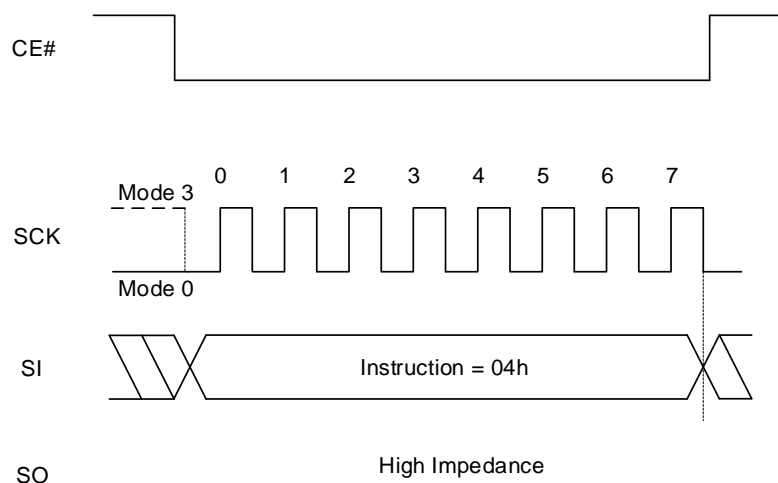 CE#
0 1 2 3 4 5 6 7
Mode 3
SCK
Mode 0
SI
Instruction = 04h
SO
High Impedance